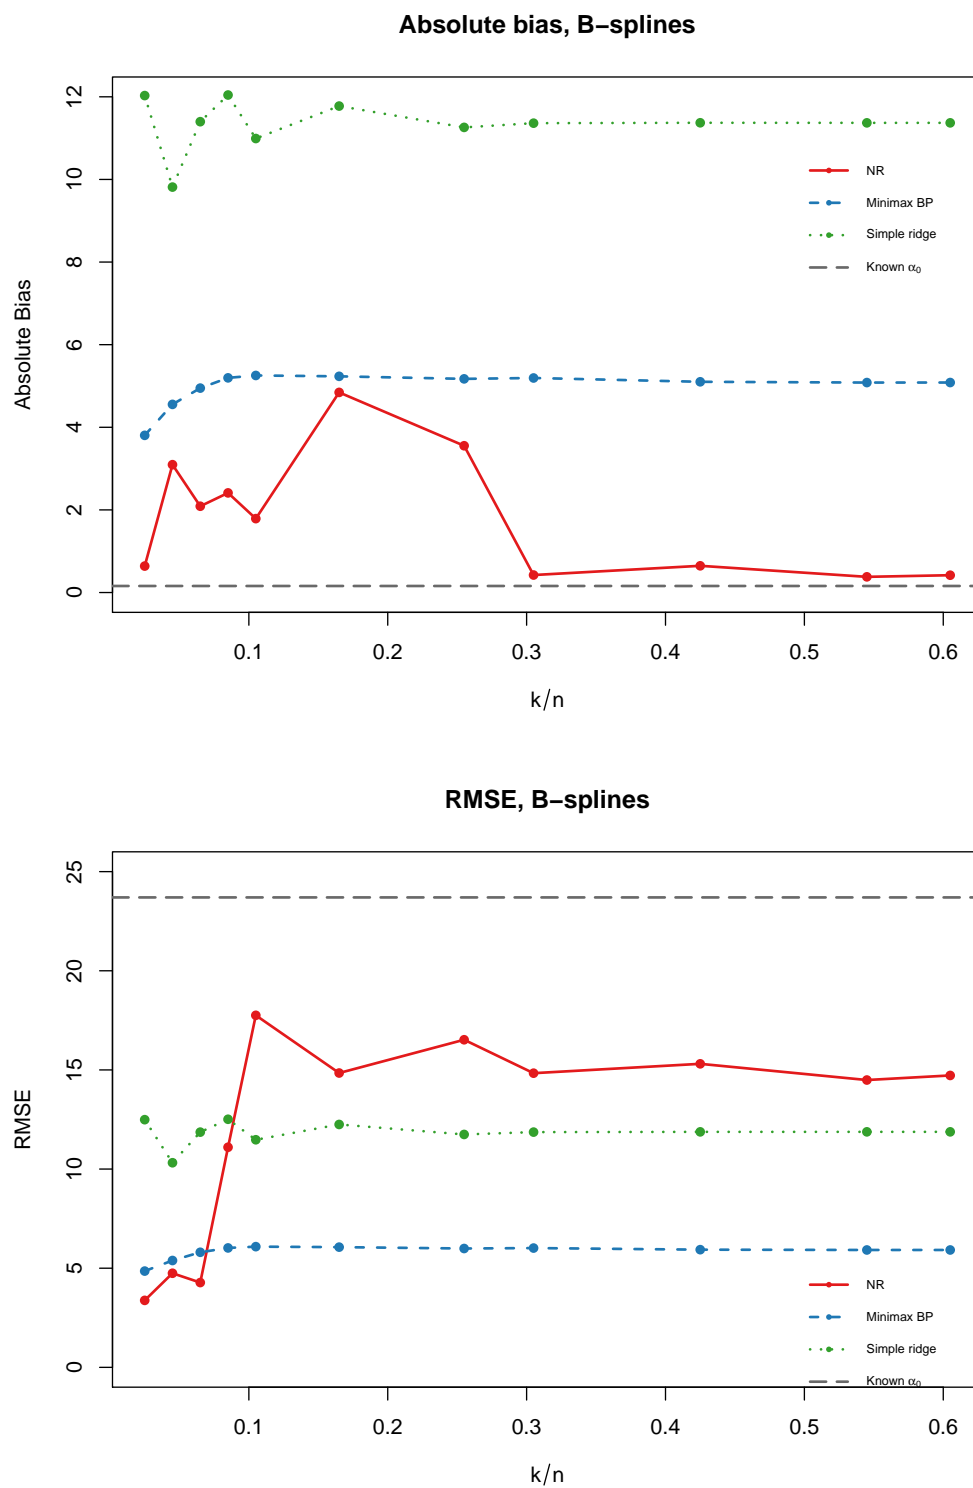 Absolute bias, B−splines
12
10
8
6
4
2
0
Absolute Bias
NR
Minimax BP
Simple ridge
Known α₀
0.1 0.2 0.3 0.4 0.5 0.6
k/n
RMSE, B−splines
25
20
15
10
5
0
RMSE
NR
Minimax BP
Simple ridge
Known α₀
0.1 0.2 0.3 0.4 0.5 0.6
k/n